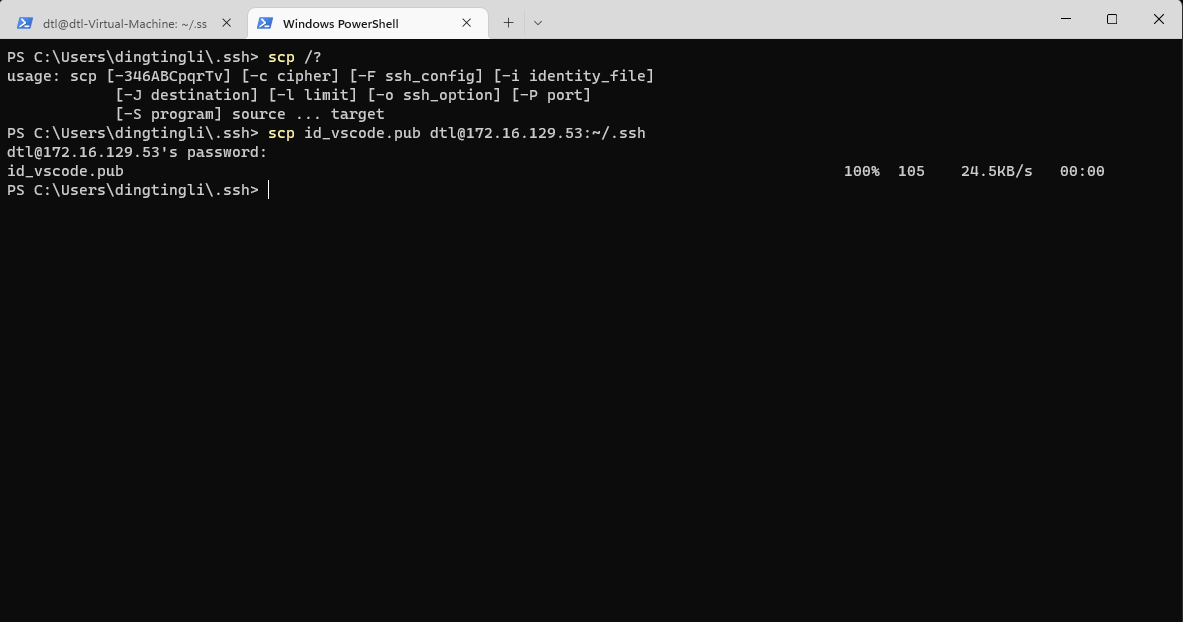 dtl@dtl-Virtual-Machine: ~/.ss
Windows PowerShell
PS C:\Users\dingtingli\.ssh> scp /?
usage: scp [-346ABCpqrTv] [-c cipher] [-F ssh_config] [-i identity_file]
            [-J destination] [-l limit] [-o ssh_option] [-P port]
            [-S program] source ... target
PS C:\Users\dingtingli\.ssh> scp id_vscode.pub dtl@172.16.129.53:~/.ssh
dtl@172.16.129.53's password:
id_vscode.pub 100% 105 24.5KB/s 00:00
PS C:\Users\dingtingli\.ssh>